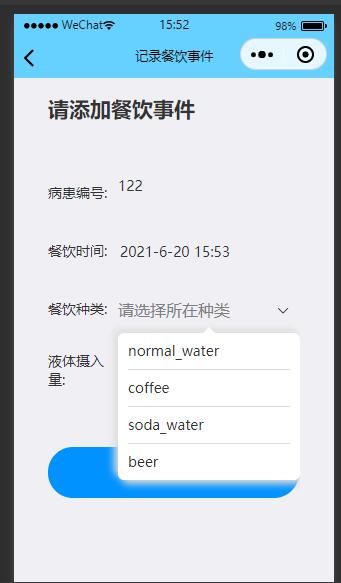 WeChat 15:52 98%
记录餐饮事件
请添加餐饮事件
病患编号: 122
餐饮时间: 2021-6-20 15:53
餐饮种类: 请选择所在种类
液体摄入
量:
normal_water
coffee
soda_water
beer